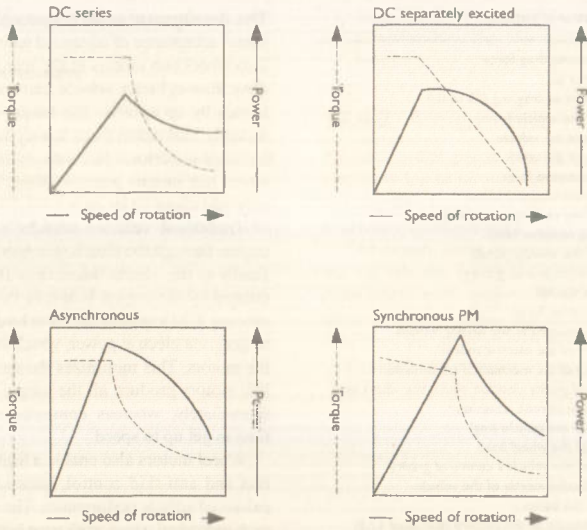 DC series
Torque
Power
Speed of rotation
DC separately excited
Torque
Power
Speed of rotation
Asynchronous
Torque
Power
Speed of rotation
Synchronous PM
Torque
Power
Speed of rotation